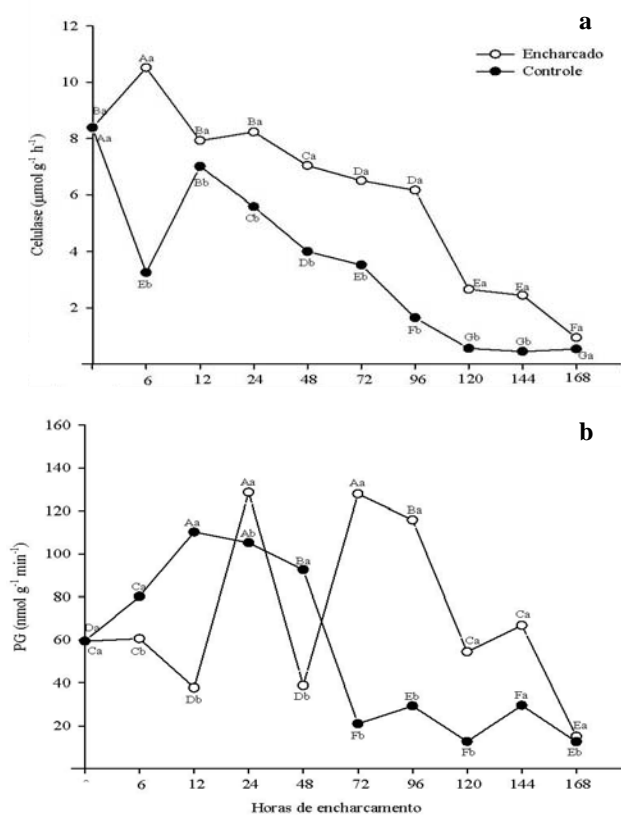 a
12
10
8
6
4
2
Celulase (μmol g⁻¹ h⁻¹)
Encharcado
Controle
Ba
Aa
Aa
Eb
Ba
Bb
Ba
Cb
Ca
Db
Da
Eb
Da
Fb
Ea
Gb
Ea
Gb
Fa
Ga
6 12 24 48 72 96 120 144 168
b
160
140
120
100
80
60
40
20
PG (nmol g⁻¹ min⁻¹)
Da
Ca
Ca
Cb
Aa
Db
Aa
Ab
Ba
Db
Aa
Fb
Ba
Eb
Ca
Fb
Ca
Fa
Ea
Eb
6 12 24 48 72 96 120 144 168
Horas de encharcamento